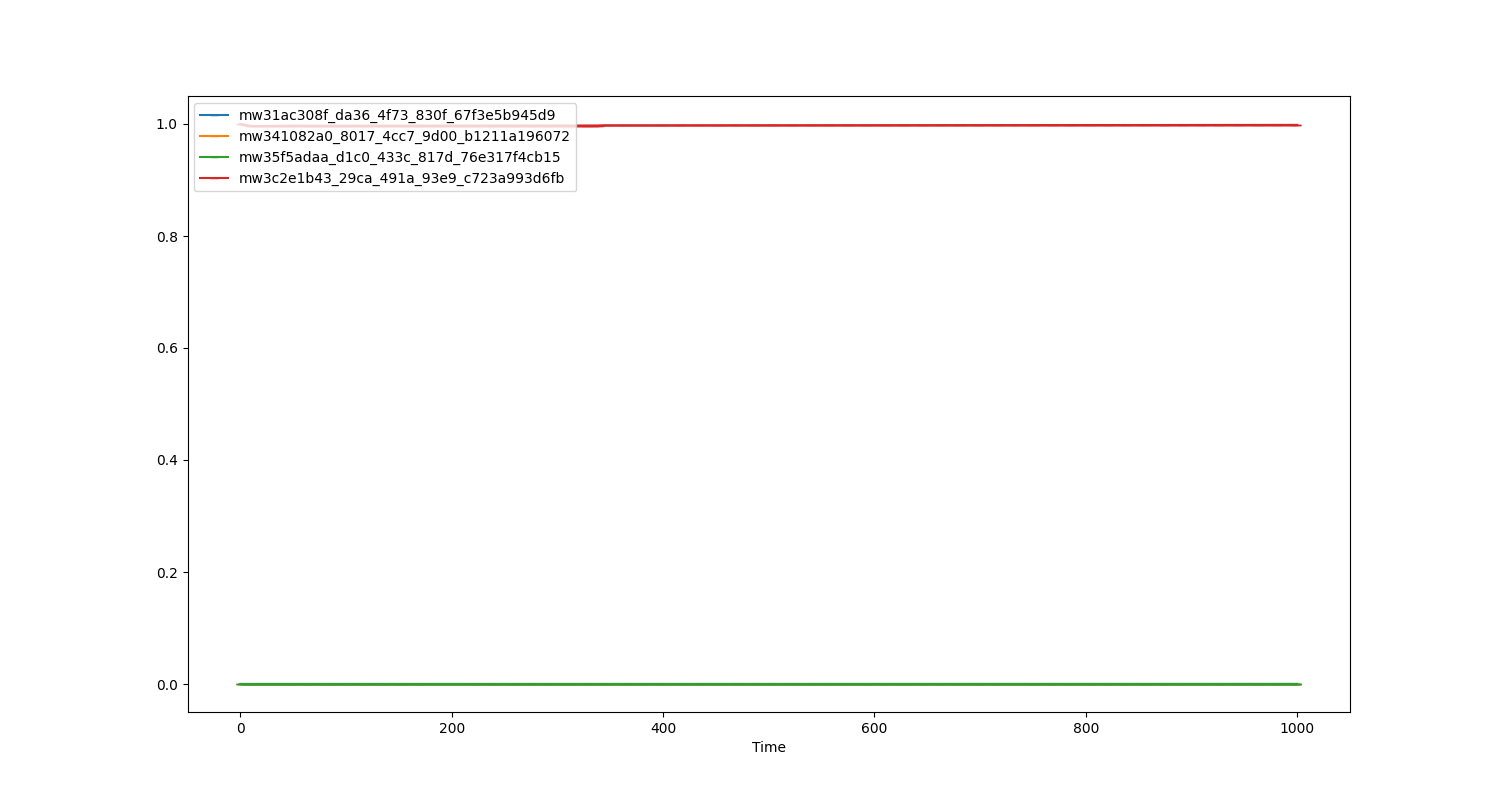 mw31ac308f_da36_4f73_830f_67f3e5b945d9
mw341082a0_8017_4cc7_9d00_b1211a196072
mw35f5adaa_d1c0_433c_817d_76e317f4cb15
mw3c2e1b43_29ca_491a_93e9_c723a993d6fb
1.0
0.8
0.6
0.4
0.2
0.0
0 200 400 600 800 1000
Time